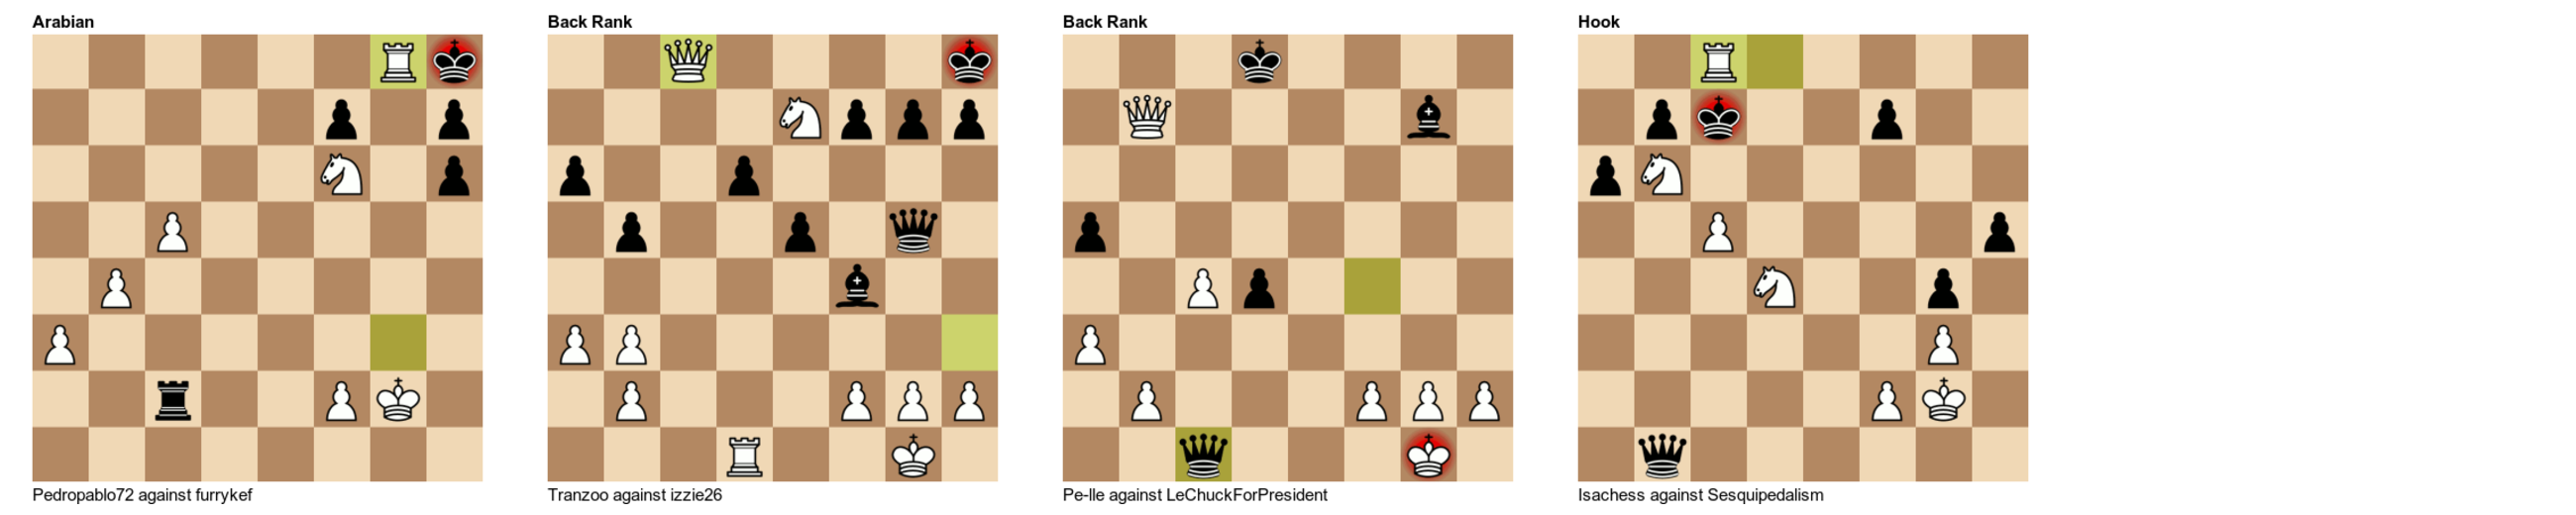 Arabian
Back Rank
Back Rank
Hook
Pedropablo72 against furrykef
Tranzoo against izzie26
Pe-lle against LeChuckForPresident
Isachess against Sesquipedalism